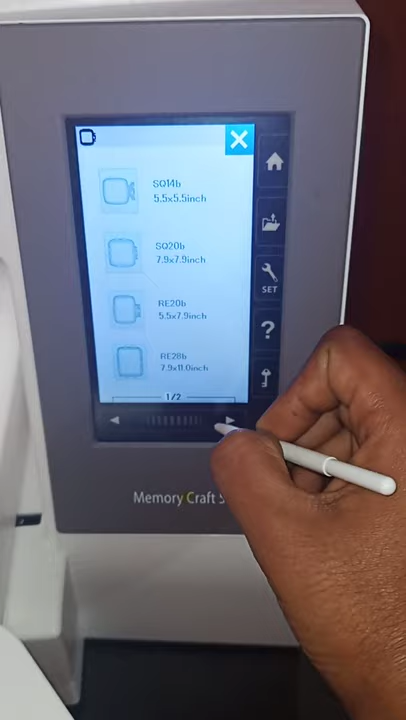 SQ14b
5.5x5.5inch
SQ20b
7.9x7.9inch
RE20b
5.5x7.9inch
RE28b
7.9x11.0inch
1/2
SET
?
Memory Craft